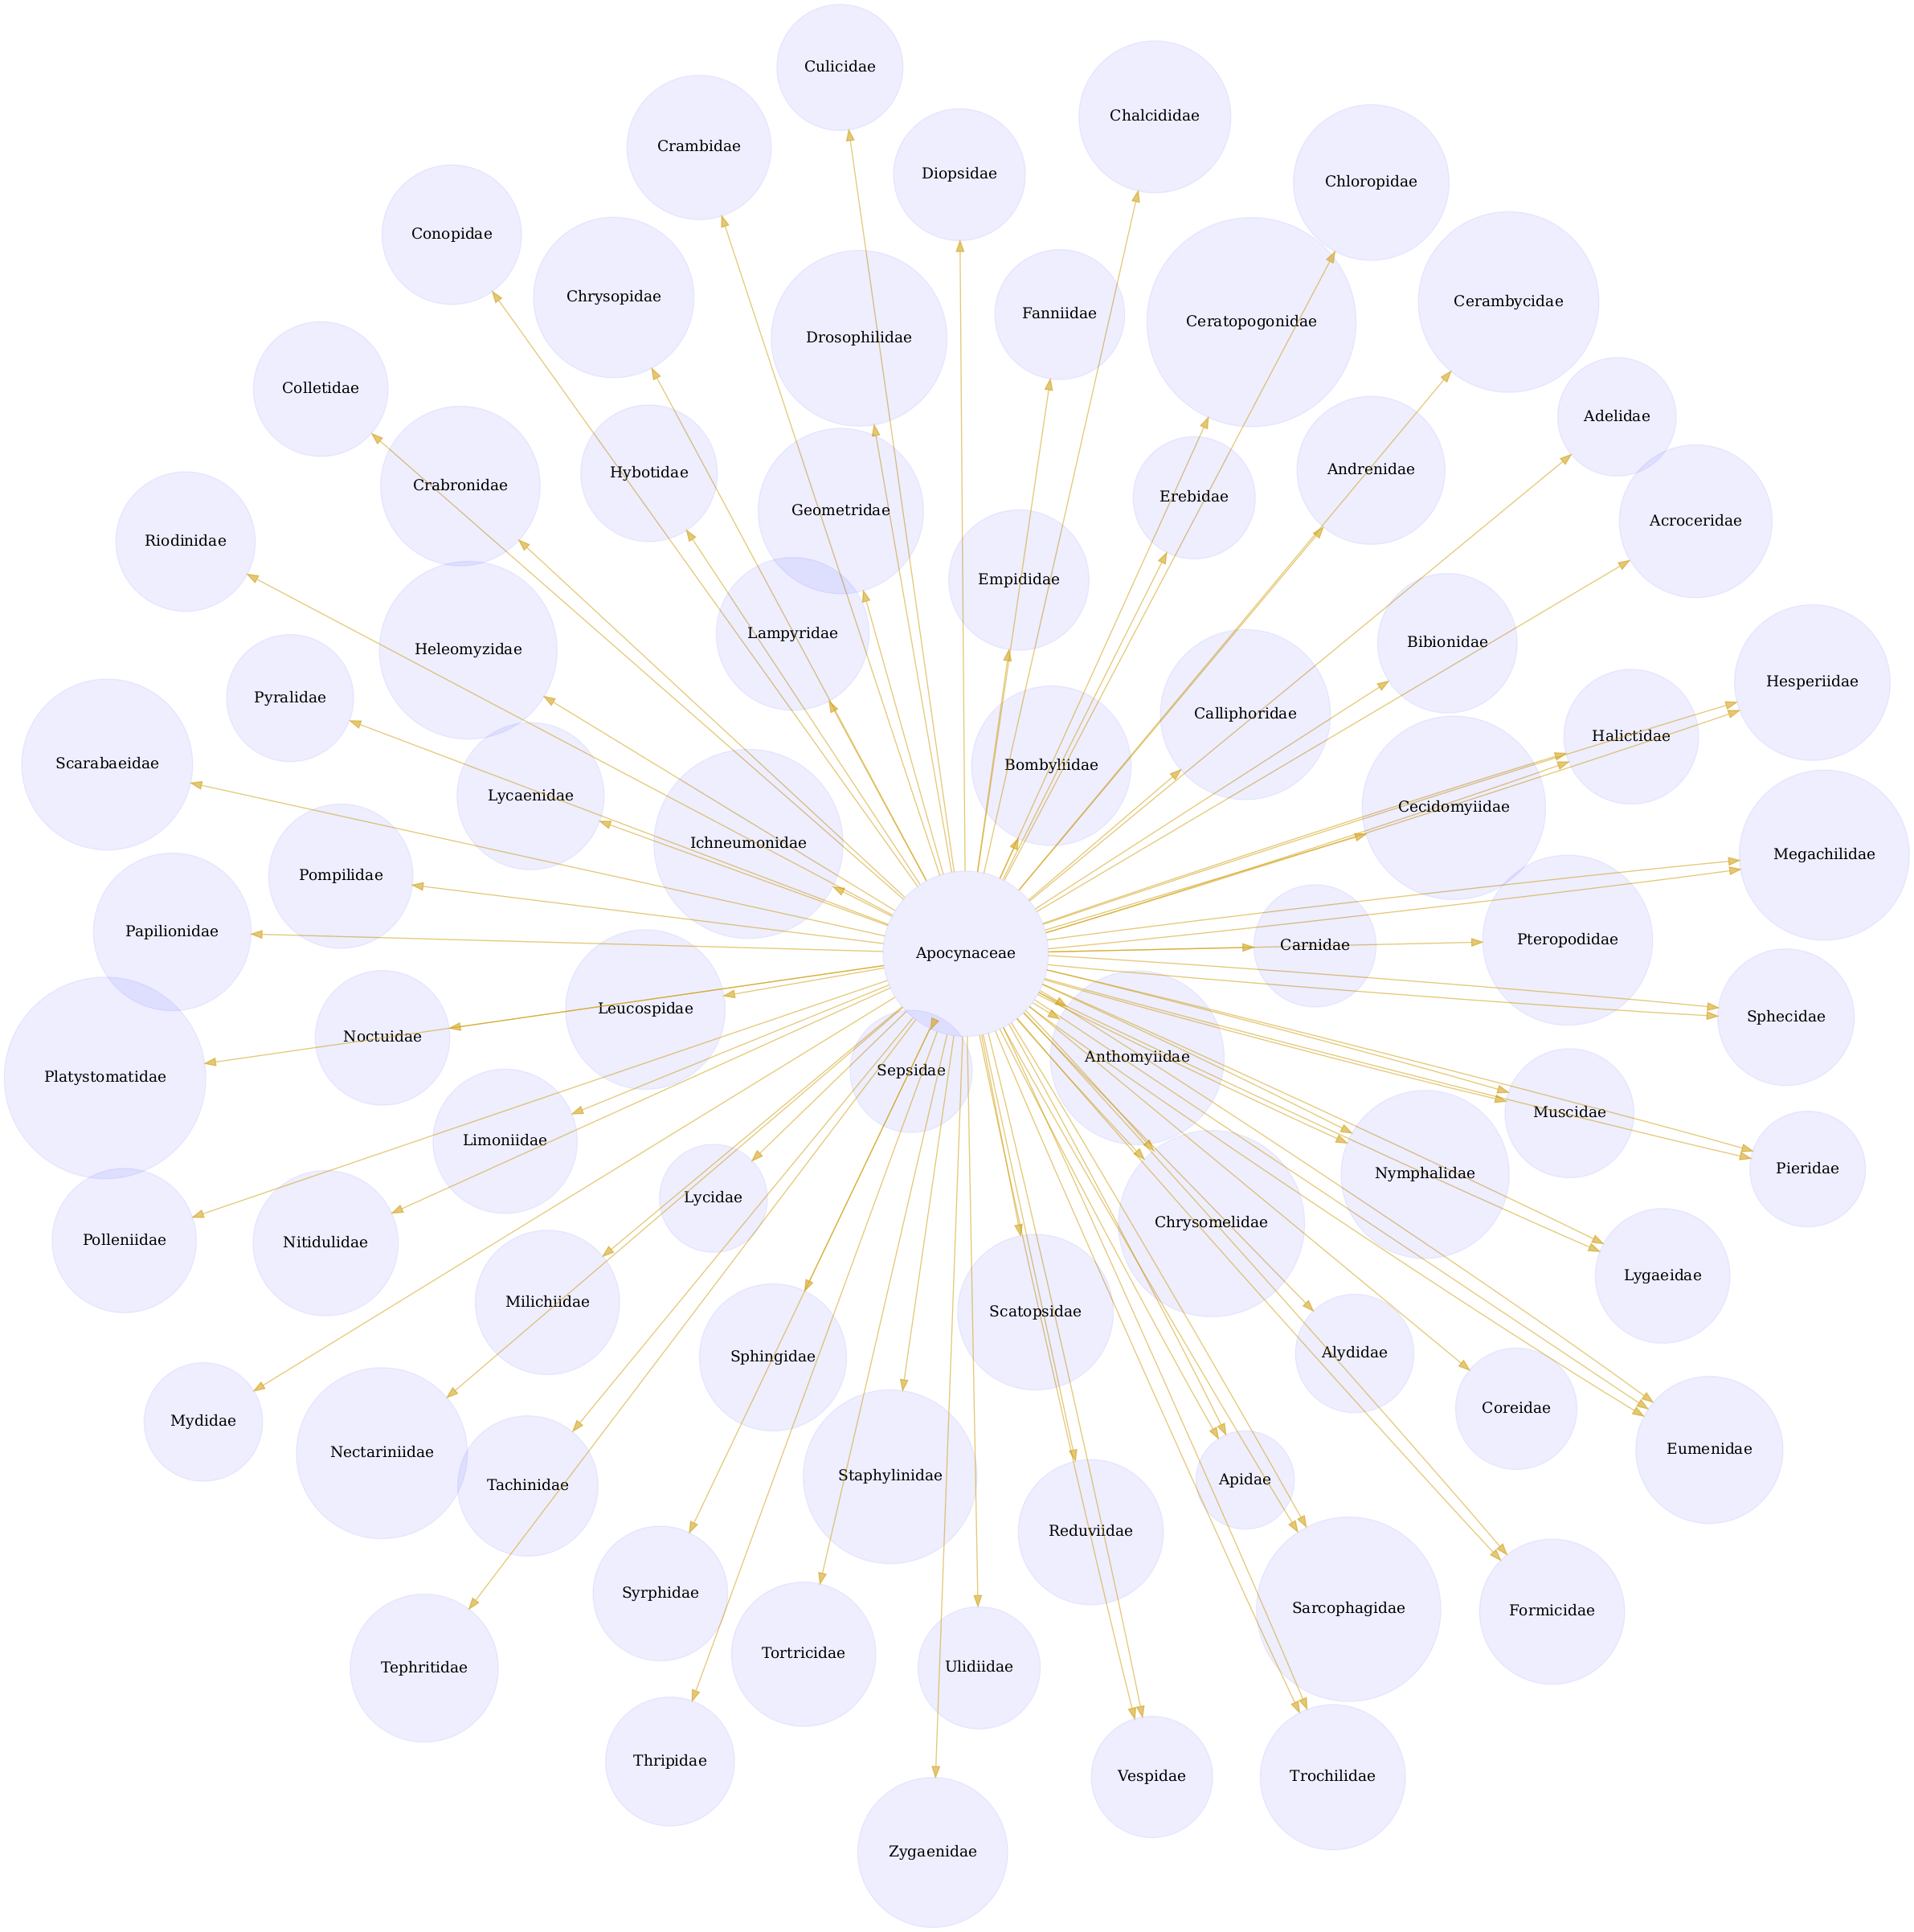 Culicidae
Chalcididae
Crambidae
Diopsidae
Chloropidae
Conopidae
Chrysopidae
Cerambycidae
Fanniidae
Ceratopogonidae
Drosophilidae
Colletidae
Adelidae
Hybotidae
Andrenidae
Crabronidae
Erebidae
Geometridae
Acroceridae
Riodinidae
Empididae
Lampyridae
Bibionidae
Heleomyzidae
Hesperiidae
Pyralidae
Calliphoridae
Halictidae
Scarabaeidae
Bombyliidae
Lycaenidae
Cecidomyiidae
Ichneumonidae
Megachilidae
Pompilidae
Papilionidae
Pteropodidae
Carnidae
Apocynaceae
Leucospidae
Sphecidae
Noctuidae
Anthomyiidae
Sepsidae
Platystomatidae
Muscidae
Limoniidae
Pieridae
Nymphalidae
Lycidae
Chrysomelidae
Polleniidae
Nitidulidae
Lygaeidae
Milichiidae
Scatopsidae
Alydidae
Sphingidae
Coreidae
Mydidae
Eumenidae
Nectariniidae
Staphylinidae
Apidae
Tachinidae
Reduviidae
Syrphidae
Sarcophagidae
Formicidae
Tortricidae
Ulidiidae
Tephritidae
Thripidae
Vespidae
Trochilidae
Zygaenidae